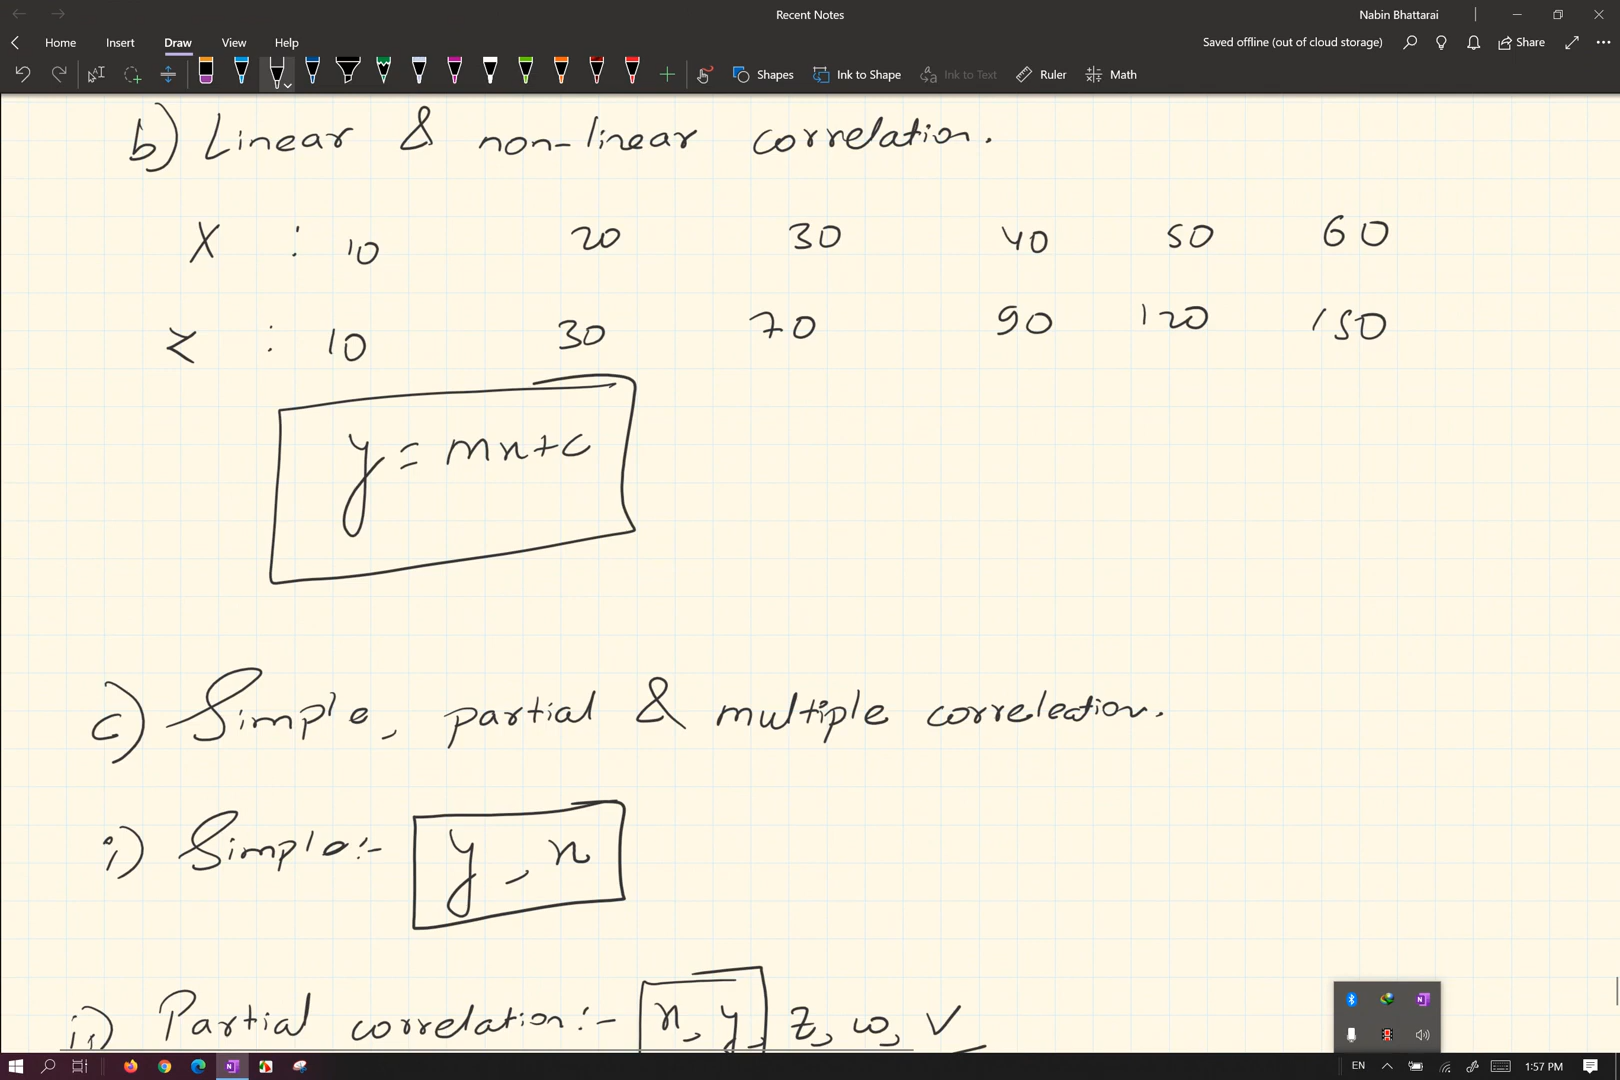 Recent Notes
Nabin Bhattarai
Home Insert Draw View Help
Saved offline (out of cloud storage)
Share
Shapes Ink to Shape Ink to Text Ruler Math
b) Linear & non-linear correlation.
X : 10 20 30 40 50 60
: 10 30 70 90 120 150
y = mx+c
c) Simple, partial & multiple correleation.
i) Simple:- y, x
ii) Partial correlation:- x, y, z, w, v
EN
1:57 PM